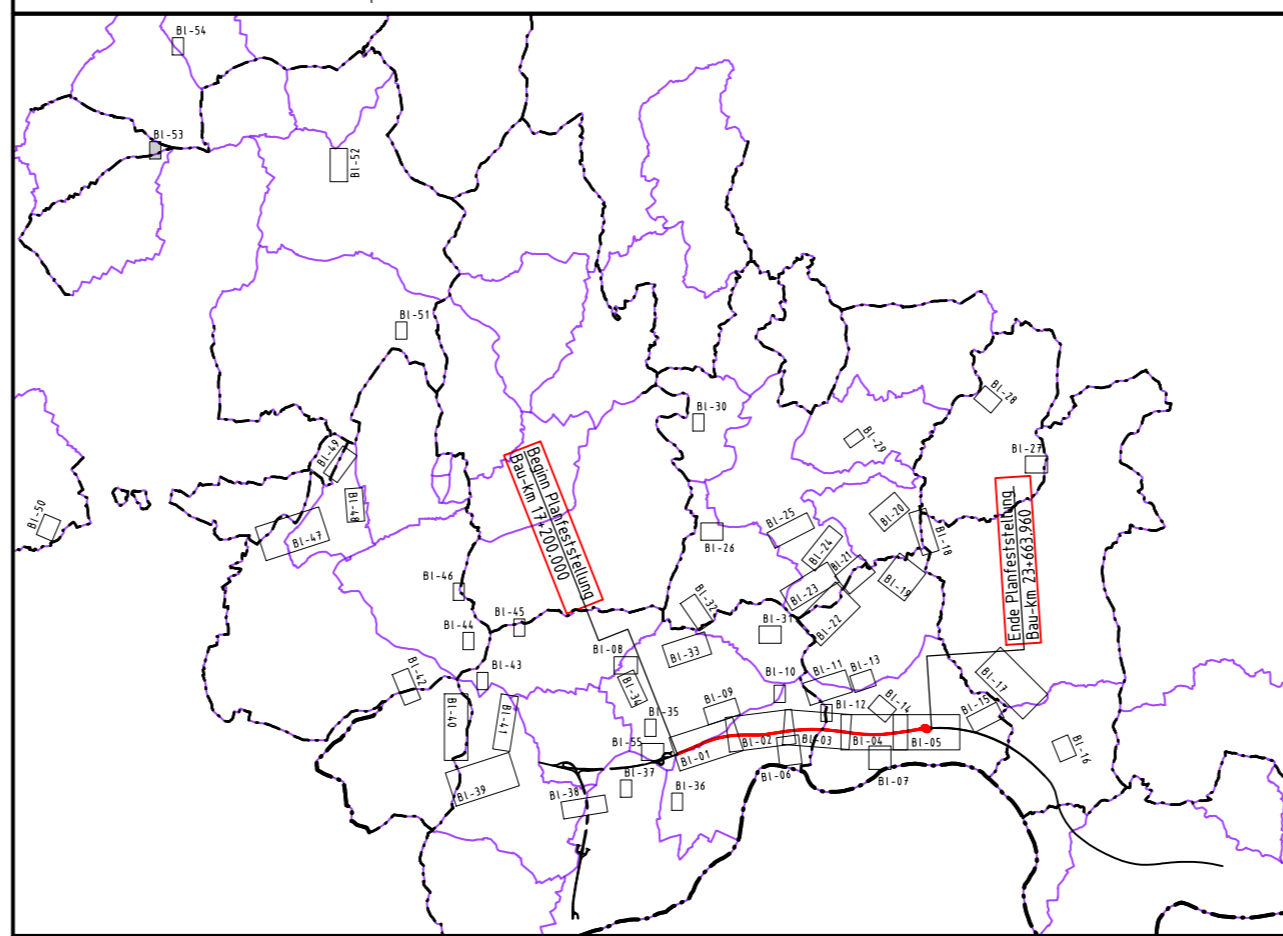 Bl-54
Bl-53
Bl-52
Bl-51
Bl-28
Bl-30
Bl-29
Bl-27
Bl-49
Bl-50
Bl-48
Bl-47
Beginn Planfeststellung
Bau-km 17+200.000
Ende Planfeststellung
Bau-km 23+663.960
Bl-20
Bl-25
Bl-26
Bl-24
Bl-18
Bl-21
Bl-19
Bl-23
Bl-46
Bl-45
Bl-44
Bl-32
Bl-31
Bl-22
Bl-33
Bl-08
Bl-43
Bl-42
Bl-34
Bl-10
Bl-11
Bl-13
Bl-17
Bl-40
Bl-41
Bl-35
Bl-09
Bl-12
Bl-14
Bl-15
Bl-55
Bl-01
Bl-02
Bl-03
Bl-04
Bl-05
Bl-16
Bl-06
Bl-07
Bl-39
Bl-37
Bl-38
Bl-36